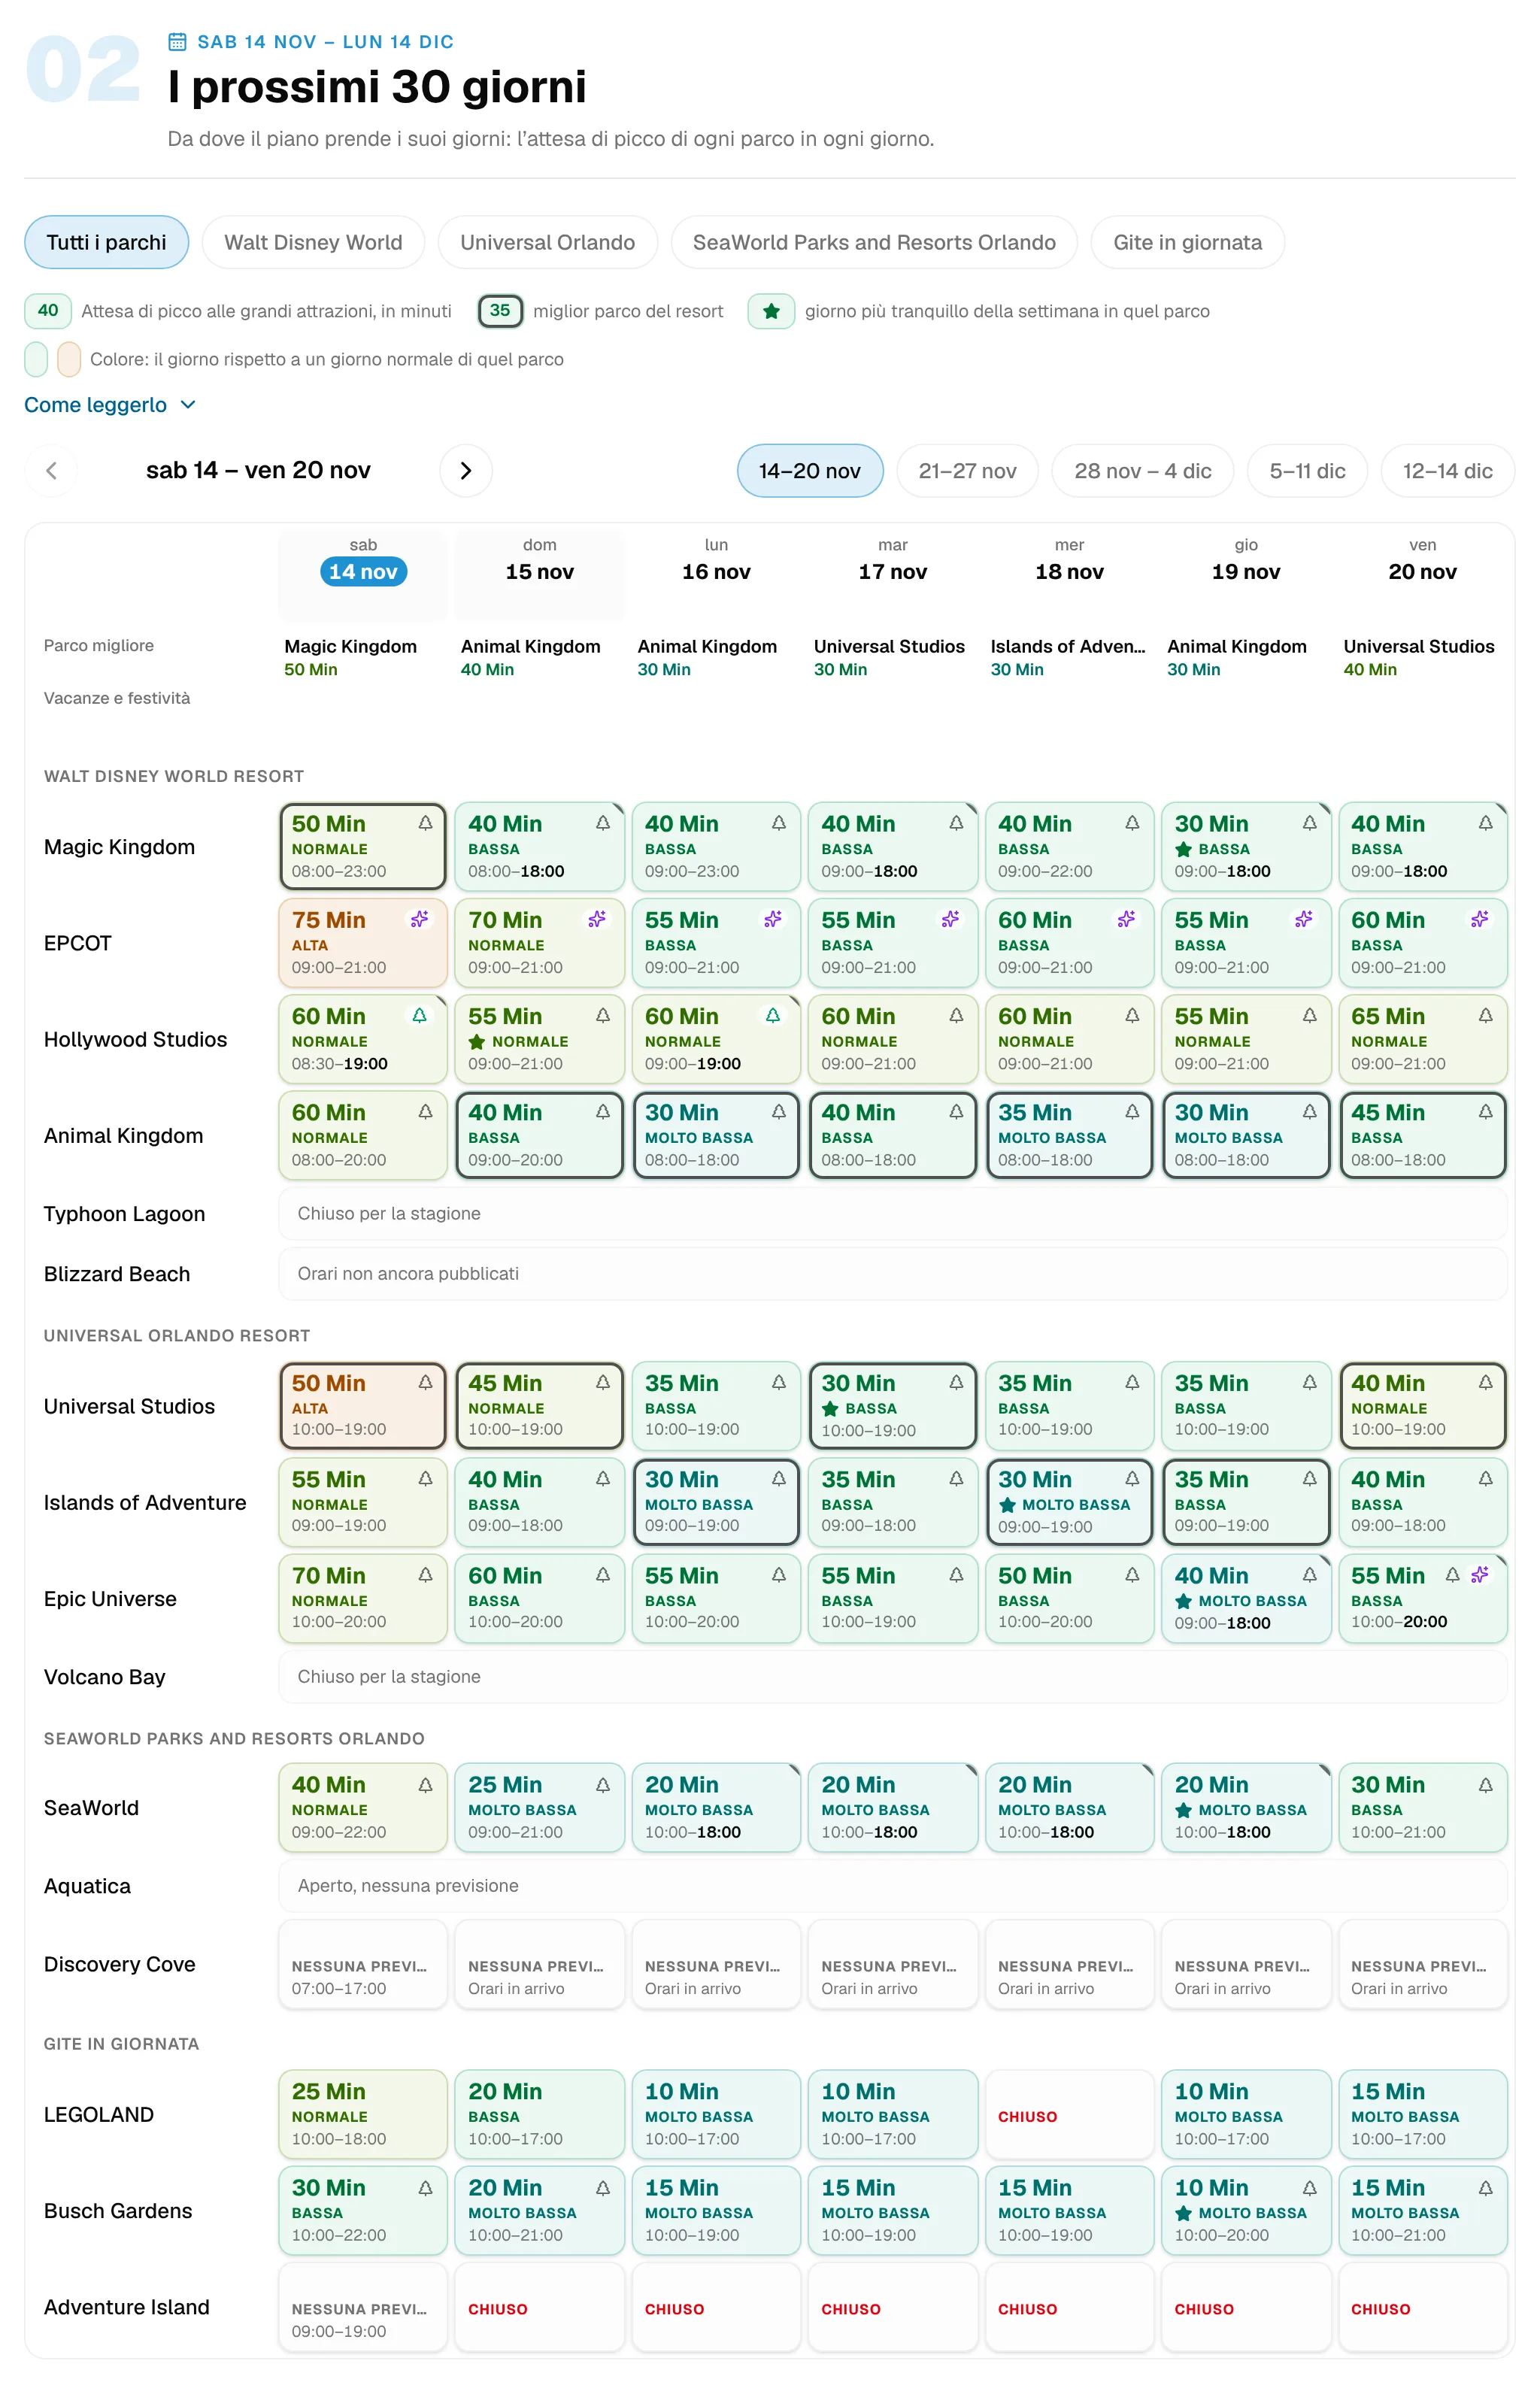 02
SAB 14 NOV – LUN 14 DIC
I prossimi 30 giorni
Da dove il piano prende i suoi giorni: l’attesa di picco di ogni parco in ogni giorno.
Tutti i parchi Walt Disney World Universal Orlando SeaWorld Parks and Resorts Orlando Gite in giornata
40 Attesa di picco alle grandi attrazioni, in minuti 35 miglior parco del resort giorno più tranquillo della settimana in quel parco
Colore: il giorno rispetto a un giorno normale di quel parco
Come leggerlo
sab 14 – ven 20 nov 14–20 nov 21–27 nov 28 nov – 4 dic 5–11 dic 12–14 dic
sab dom lun mar mer gio ven
14 nov 15 nov 16 nov 17 nov 18 nov 19 nov 20 nov
Parco migliore Magic Kingdom Animal Kingdom Animal Kingdom Universal Studios Islands of Adven... Animal Kingdom Universal Studios
50 Min 40 Min 30 Min 30 Min 30 Min 30 Min 40 Min
Vacanze e festività
WALT DISNEY WORLD RESORT
Magic Kingdom
50 Min 40 Min 40 Min 40 Min 40 Min 30 Min 40 Min
NORMALE BASSA BASSA BASSA BASSA BASSA BASSA
08:00–23:00 08:00–18:00 09:00–23:00 09:00–18:00 09:00–22:00 09:00–18:00 09:00–18:00
EPCOT
75 Min 70 Min 55 Min 55 Min 60 Min 55 Min 60 Min
ALTA NORMALE BASSA BASSA BASSA BASSA BASSA
09:00–21:00 09:00–21:00 09:00–21:00 09:00–21:00 09:00–21:00 09:00–21:00 09:00–21:00
Hollywood Studios
60 Min 55 Min 60 Min 60 Min 60 Min 55 Min 65 Min
NORMALE NORMALE NORMALE NORMALE NORMALE NORMALE NORMALE
08:30–19:00 09:00–21:00 09:00–19:00 09:00–21:00 09:00–21:00 09:00–21:00 09:00–21:00
Animal Kingdom
60 Min 40 Min 30 Min 40 Min 35 Min 30 Min 45 Min
NORMALE BASSA MOLTO BASSA BASSA MOLTO BASSA MOLTO BASSA BASSA
08:00–20:00 09:00–20:00 08:00–18:00 08:00–18:00 08:00–18:00 08:00–18:00 08:00–18:00
Typhoon Lagoon Chiuso per la stagione
Blizzard Beach Orari non ancora pubblicati
UNIVERSAL ORLANDO RESORT
Universal Studios
50 Min 45 Min 35 Min 30 Min 35 Min 35 Min 40 Min
ALTA NORMALE BASSA BASSA BASSA BASSA NORMALE
10:00–19:00 10:00–19:00 10:00–19:00 10:00–19:00 10:00–19:00 10:00–19:00 10:00–19:00
Islands of Adventure
55 Min 40 Min 30 Min 35 Min 30 Min 35 Min 40 Min
NORMALE BASSA MOLTO BASSA BASSA MOLTO BASSA BASSA BASSA
09:00–19:00 09:00–18:00 09:00–19:00 09:00–18:00 09:00–19:00 09:00–19:00 09:00–18:00
Epic Universe
70 Min 60 Min 55 Min 55 Min 50 Min 40 Min 55 Min
NORMALE BASSA BASSA BASSA BASSA MOLTO BASSA BASSA
10:00–20:00 10:00–20:00 10:00–20:00 10:00–19:00 10:00–20:00 09:00–18:00 10:00–20:00
Volcano Bay Chiuso per la stagione
SEAWORLD PARKS AND RESORTS ORLANDO
SeaWorld
40 Min 25 Min 20 Min 20 Min 20 Min 20 Min 30 Min
NORMALE MOLTO BASSA MOLTO BASSA MOLTO BASSA MOLTO BASSA MOLTO BASSA BASSA
09:00–22:00 09:00–21:00 10:00–18:00 10:00–18:00 10:00–18:00 10:00–18:00 10:00–21:00
Aquatica Aperto, nessuna previsione
Discovery Cove
NESSUNA PREVI... NESSUNA PREVI... NESSUNA PREVI... NESSUNA PREVI... NESSUNA PREVI... NESSUNA PREVI... NESSUNA PREVI...
07:00–17:00 Orari in arrivo Orari in arrivo Orari in arrivo Orari in arrivo Orari in arrivo Orari in arrivo
GITE IN GIORNATA
LEGOLAND
25 Min 20 Min 10 Min 10 Min 10 Min 15 Min
NORMALE BASSA MOLTO BASSA MOLTO BASSA CHIUSO MOLTO BASSA MOLTO BASSA
10:00–18:00 10:00–17:00 10:00–17:00 10:00–17:00 10:00–17:00 10:00–17:00
Busch Gardens
30 Min 20 Min 15 Min 15 Min 15 Min 10 Min 15 Min
BASSA MOLTO BASSA MOLTO BASSA MOLTO BASSA MOLTO BASSA MOLTO BASSA MOLTO BASSA
10:00–22:00 10:00–21:00 10:00–19:00 10:00–19:00 10:00–19:00 10:00–20:00 10:00–21:00
Adventure Island
NESSUNA PREVI... CHIUSO CHIUSO CHIUSO CHIUSO CHIUSO CHIUSO
09:00–19:00